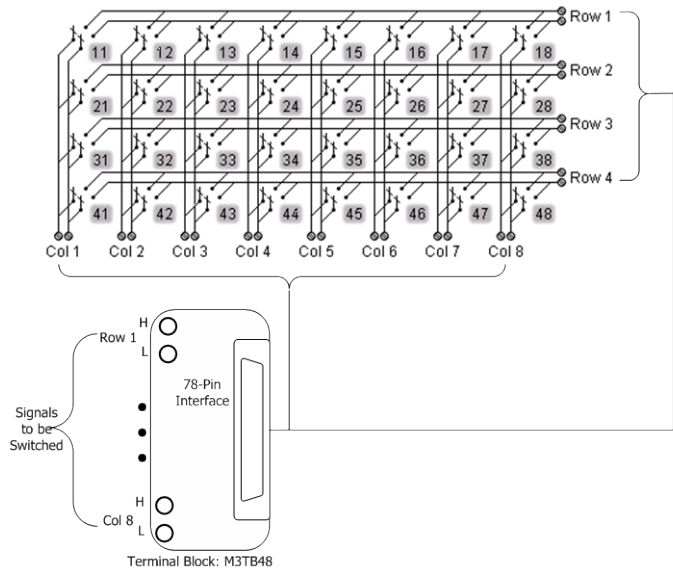 Row 1
11 12 13 14 15 16 17 18
Row 2
21 22 23 24 25 26 27 28
Row 3
31 32 33 34 35 36 37 38
Row 4
41 42 43 44 45 46 47 48
Col 1 Col 2 Col 3 Col 4 Col 5 Col 6 Col 7 Col 8
H
Row 1
L
78-Pin
Interface
Signals
to be
Switched
H
Col 8
L
Terminal Block: M3TB48